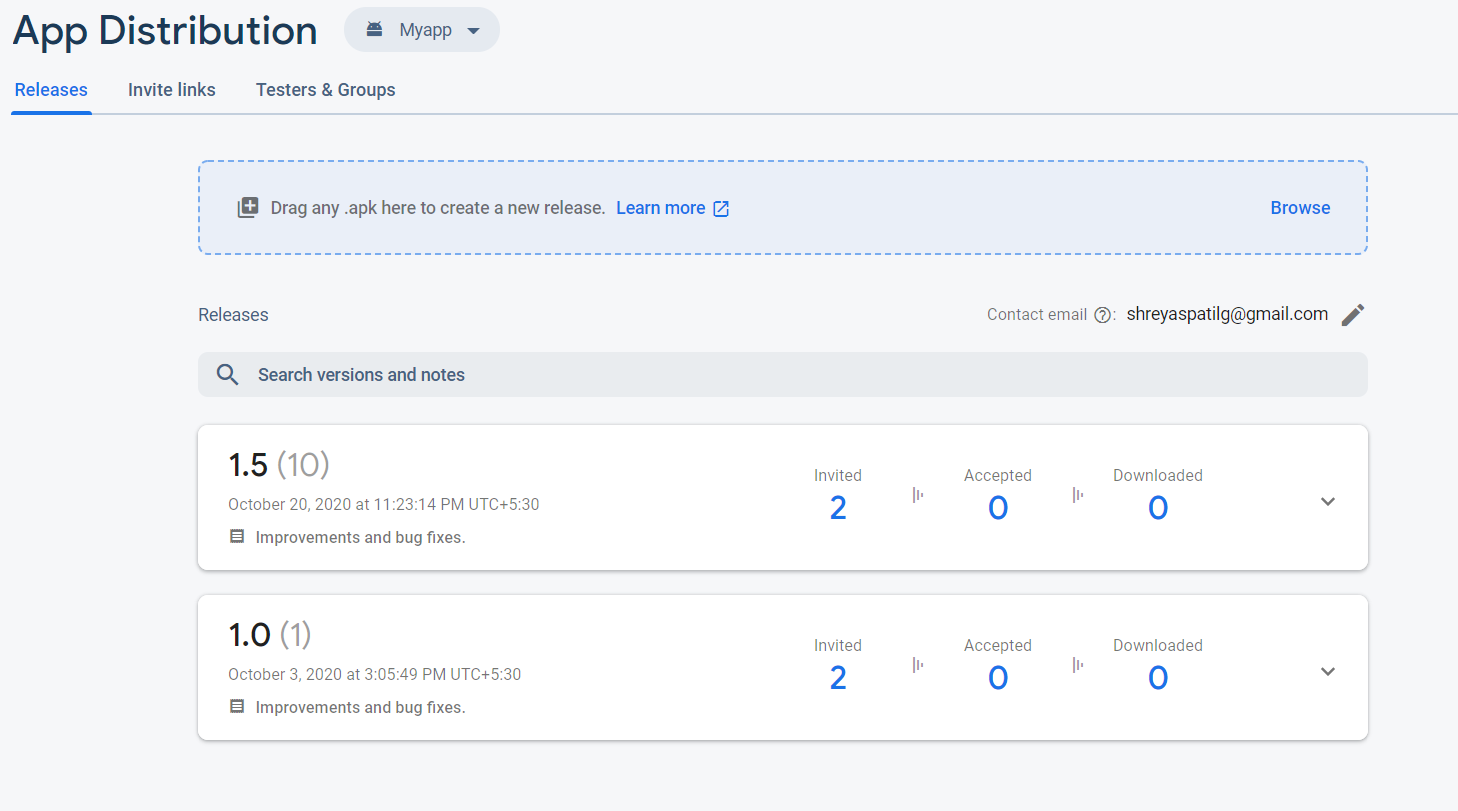 App Distribution Myapp
Releases Invite links Testers & Groups
Drag any .apk here to create a new release. Learn more Browse
Releases Contact email ?: shreyaspatilg@gmail.com
Search versions and notes
1.5 (10)
Invited Accepted Downloaded
2 0 0
October 20, 2020 at 11:23:14 PM UTC+5:30
Improvements and bug fixes.
1.0 (1)
Invited Accepted Downloaded
2 0 0
October 3, 2020 at 3:05:49 PM UTC+5:30
Improvements and bug fixes.